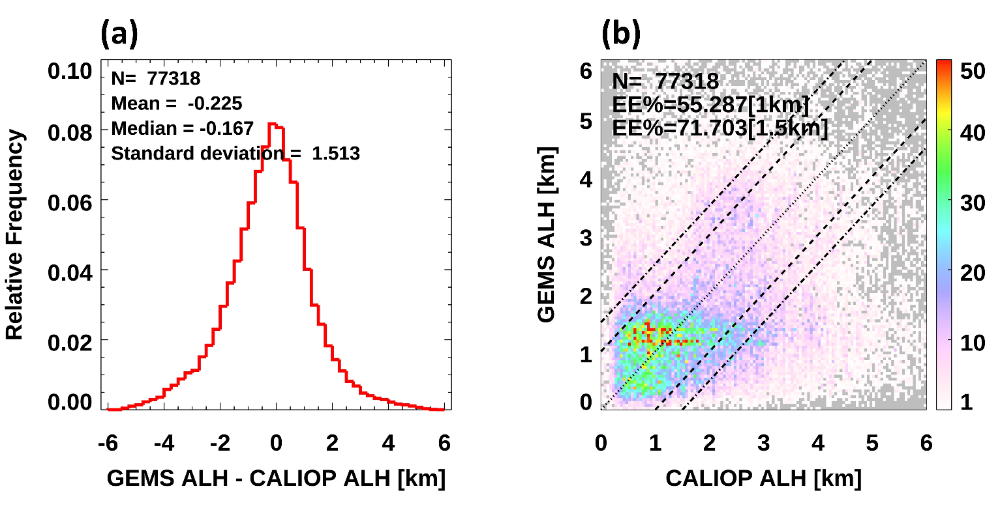 (a)
N= 77318
Mean = -0.225
Median = -0.167
Standard deviation = 1.513
0.10
0.08
0.06
0.04
0.02
0.00
Relative Frequency
-6 -4 -2 0 2 4 6
GEMS ALH - CALIOP ALH [km]
(b)
N= 77318
EE%=55.287[1km]
EE%=71.703[1.5km]
6
5
4
3
2
1
0
GEMS ALH [km]
0 1 2 3 4 5 6
CALIOP ALH [km]
50
40
30
20
10
1